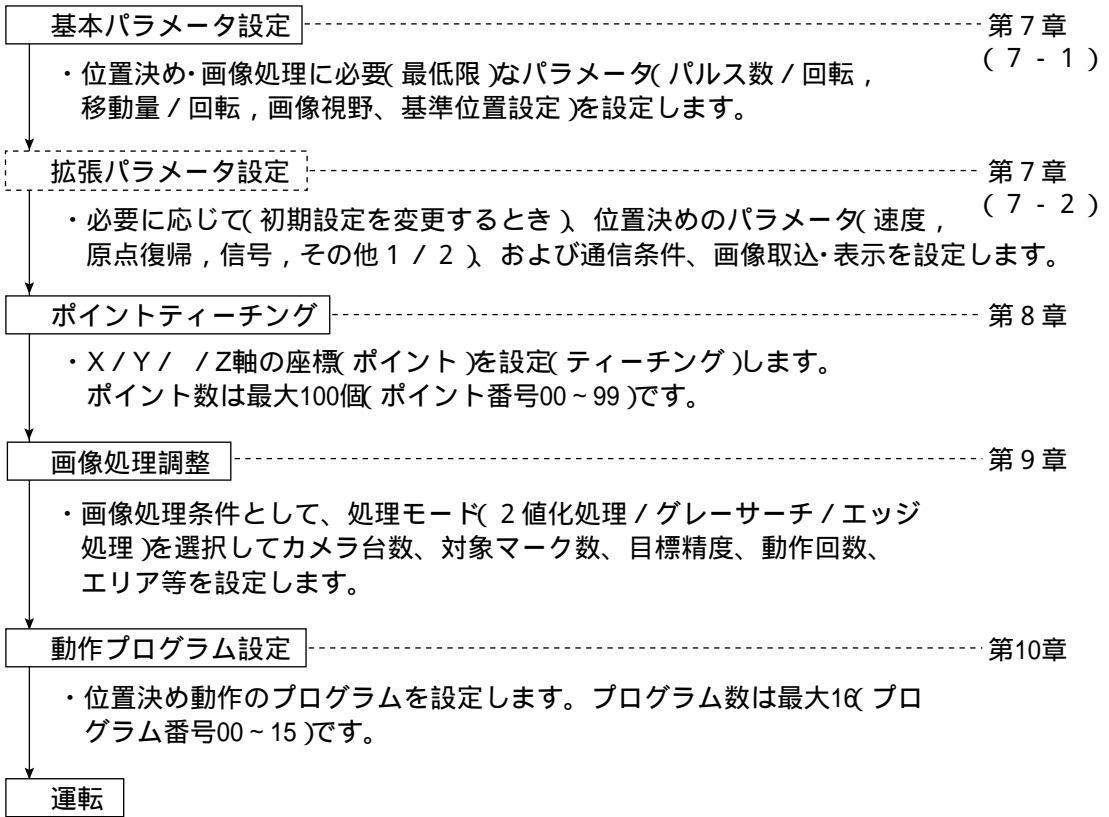 基本パラメータ設定 第7章
(7-1)
・位置決め・画像処理に必要(最低限)なパラメータ(パルス数/回転,
移動量/回転,画像視野、基準位置設定)を設定します。
拡張パラメータ設定 第7章
(7-2)
・必要に応じて(初期設定を変更するとき)、位置決めのパラメータ(速度,
原点復帰,信号,その他1/2)、および通信条件、画像取込・表示を設定します。
ポイントティーチング 第8章
・X/Y/ /Z軸の座標(ポイント)を設定(ティーチング)します。
ポイント数は最大100個(ポイント番号00~99)です。
画像処理調整 第9章
・画像処理条件として、処理モード(2値化処理/グレーサーチ/エッジ
処理)を選択してカメラ台数、対象マーク数、目標精度、動作回数、
エリア等を設定します。
動作プログラム設定 第10章
・位置決め動作のプログラムを設定します。プログラム数は最大16(プロ
グラム番号00~15)です。
運転